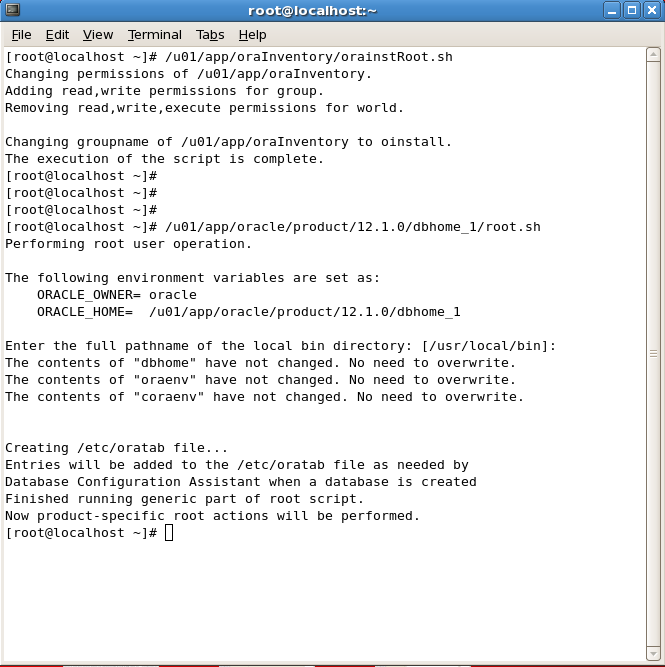 root@localhost:~
File Edit View Terminal Tabs Help
[root@localhost ~]# /u01/app/oraInventory/orainstRoot.sh
Changing permissions of /u01/app/oraInventory.
Adding read,write permissions for group.
Removing read,write,execute permissions for world.

Changing groupname of /u01/app/oraInventory to oinstall.
The execution of the script is complete.
[root@localhost ~]#
[root@localhost ~]#
[root@localhost ~]#
[root@localhost ~]# /u01/app/oracle/product/12.1.0/dbhome_1/root.sh
Performing root user operation.

The following environment variables are set as:
    ORACLE_OWNER= oracle
    ORACLE_HOME=  /u01/app/oracle/product/12.1.0/dbhome_1

Enter the full pathname of the local bin directory: [/usr/local/bin]:
The contents of "dbhome" have not changed. No need to overwrite.
The contents of "oraenv" have not changed. No need to overwrite.
The contents of "coraenv" have not changed. No need to overwrite.


Creating /etc/oratab file...
Entries will be added to the /etc/oratab file as needed by
Database Configuration Assistant when a database is created
Finished running generic part of root script.
Now product-specific root actions will be performed.
[root@localhost ~]#